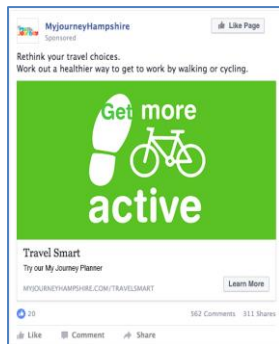 MyjourneyHampshire
Like Page
Sponsored
Rethink your travel choices.
Work out a healthier way to get to work by walking or cycling.
Get more
active
Travel Smart
Try our My Journey Planner
MYJOURNEYHAMPSHIRE.COM/TRAVELSMART
Learn More
20
562 Comments 311 Shares
Like Comment Share